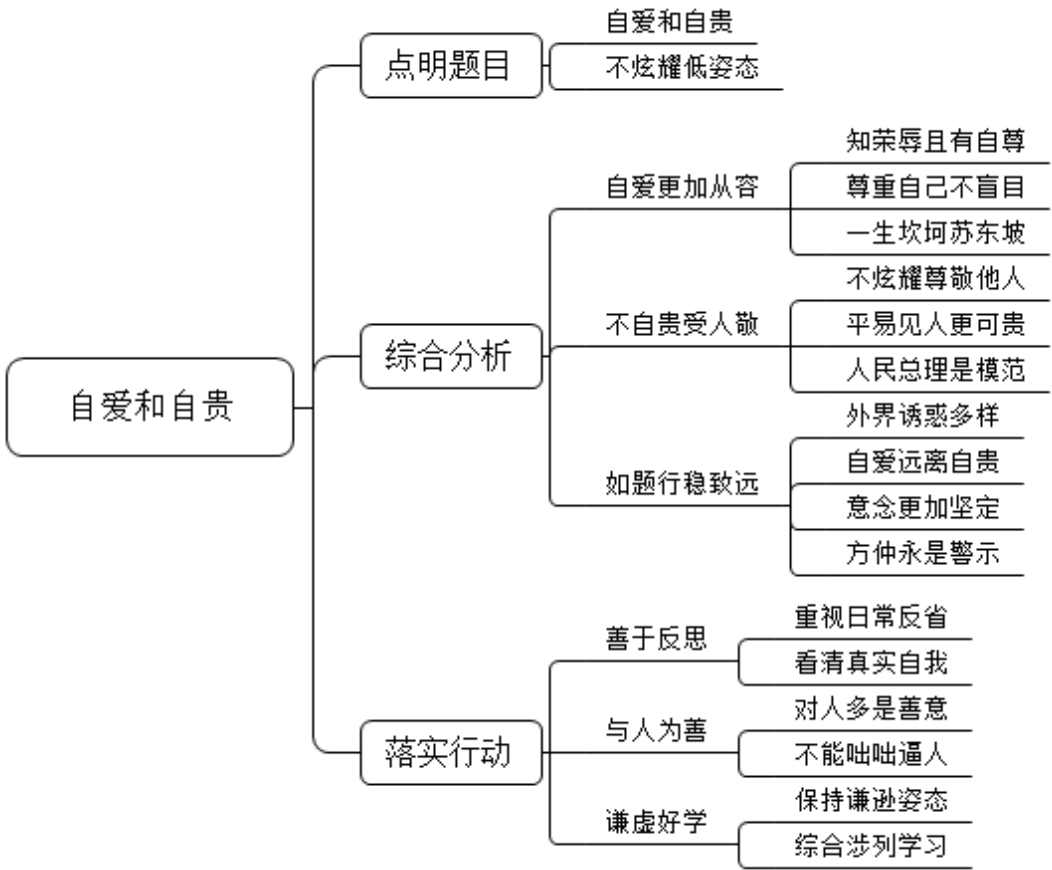 自爱和自贵
点明题目
自爱和自贵
不炫耀低姿态
综合分析
自爱更加从容
知荣辱且有自尊
尊重自己不盲目
一生坎坷苏东坡
不自贵受人敬
不炫耀尊敬他人
平易见人更可贵
人民总理是模范
如题行稳致远
外界诱惑多样
自爱远离自贵
意念更加坚定
方仲永是警示
落实行动
善于反思
重视日常反省
看清真实自我
与人为善
对人多是善意
不能咄咄逼人
谦虚好学
保持谦逊姿态
综合涉列学习